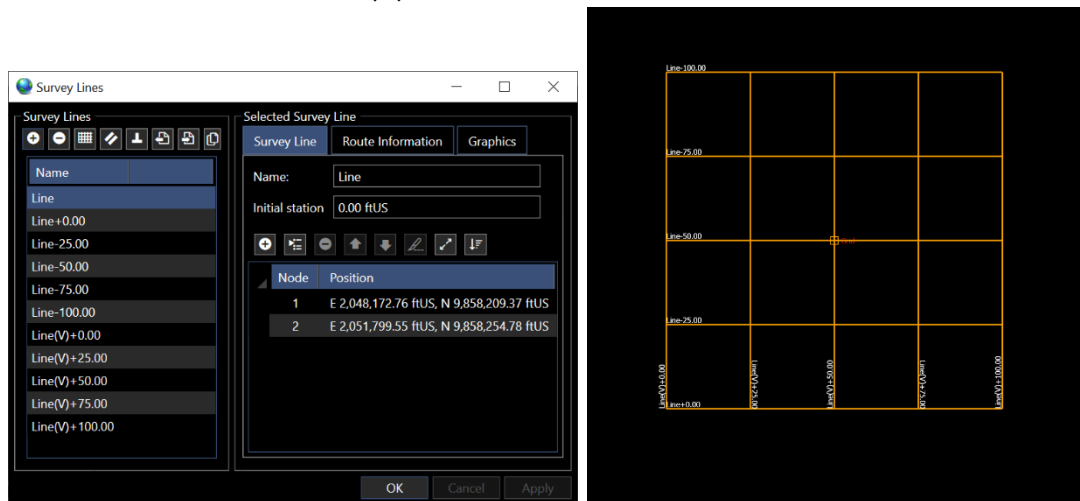 Survey Lines
Survey Lines
Name
Line
Line+0.00
Line-25.00
Line-50.00
Line-75.00
Line-100.00
Line(V)+0.00
Line(V)+25.00
Line(V)+50.00
Line(V)+75.00
Line(V)+100.00
Selected Survey Line
Survey Line Route Information Graphics
Name: Line
Initial station 0.00 ftUS
Node Position
1 E 2,048,172.76 ftUS, N 9,858,209.37 ftUS
2 E 2,051,799.55 ftUS, N 9,858,254.78 ftUS
OK Cancel Apply
Line-100.00
Line-75.00
Line-50.00
Line-25.00
Line+0.00
Line(V)+0.00
Line(V)+25.00
Line(V)+50.00
Line(V)+75.00
Line(V)+100.00